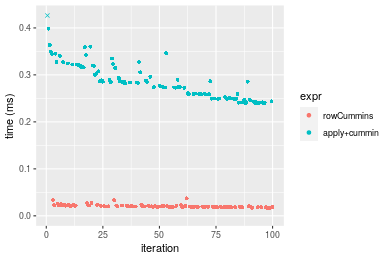 time (ms)
0.4
0.3
0.2
0.1
0.0
0 25 50 75 100
iteration
expr
rowCummins
apply+cummin